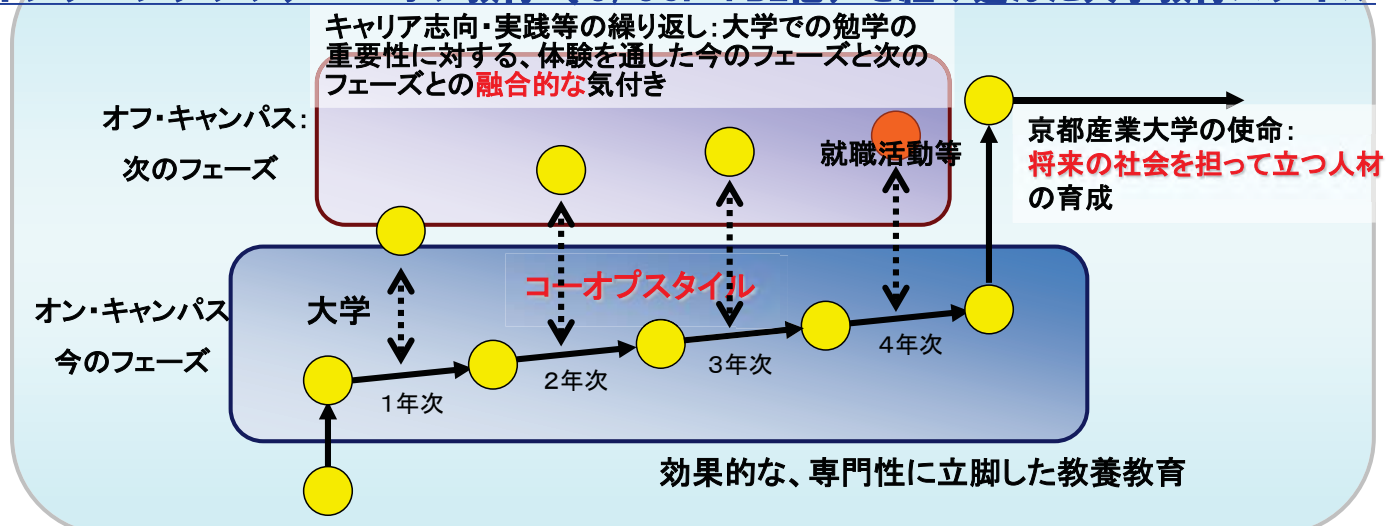 キャリア志向・実践等の繰り返し：大学での勉学の
重要性に対する、体験を通した今のフェーズと次の
フェーズとの融合的な気付き
オフ・キャンパス：
次のフェーズ
就職活動等
京都産業大学の使命：
将来の社会を担って立つ人材
の育成
コーオプスタイル
オン・キャンパス
今のフェーズ
大学
1年次
2年次
3年次
4年次
効果的な、専門性に立脚した教養教育